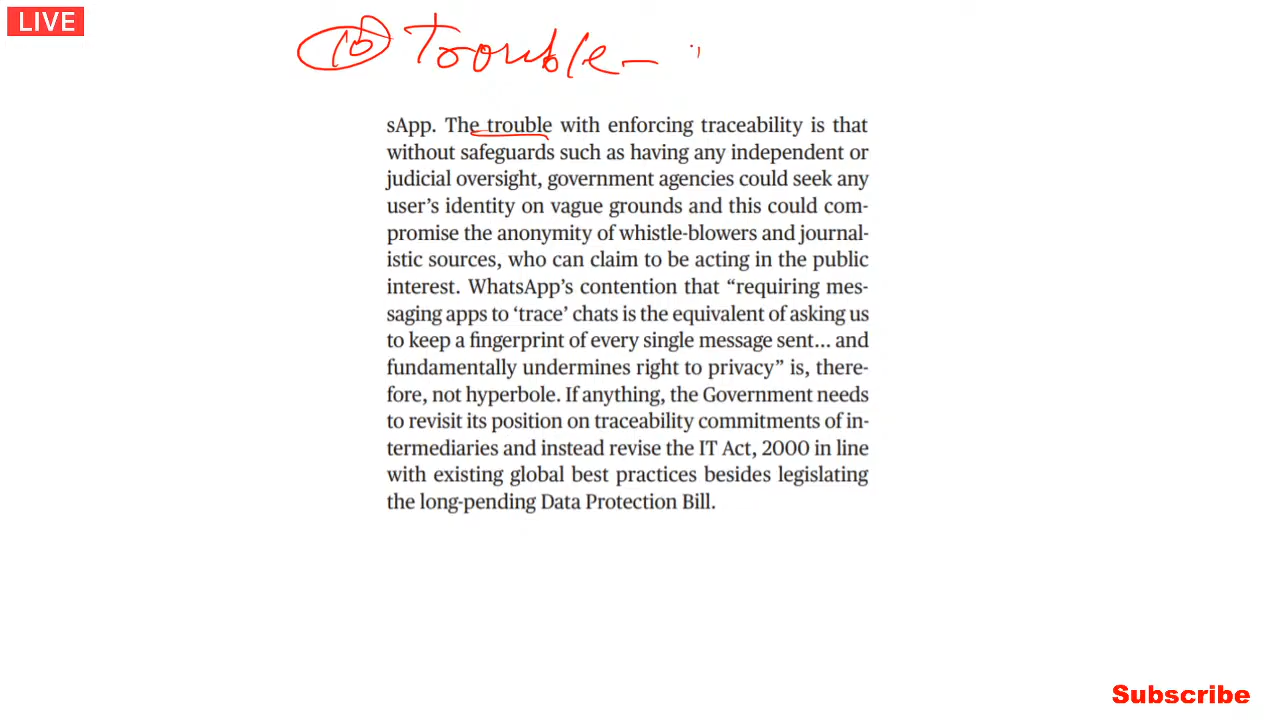 LIVE
10 Trouble -
sApp. The trouble with enforcing traceability is that
without safeguards such as having any independent or
judicial oversight, government agencies could seek any
user's identity on vague grounds and this could com-
promise the anonymity of whistle-blowers and journal-
istic sources, who can claim to be acting in the public
interest. WhatsApp's contention that “requiring mes-
saging apps to ‘trace’ chats is the equivalent of asking us
to keep a fingerprint of every single message sent... and
fundamentally undermines right to privacy” is, there-
fore, not hyperbole. If anything, the Government needs
to revisit its position on traceability commitments of in-
termediaries and instead revise the IT Act, 2000 in line
with existing global best practices besides legislating
the long-pending Data Protection Bill.
Subscribe